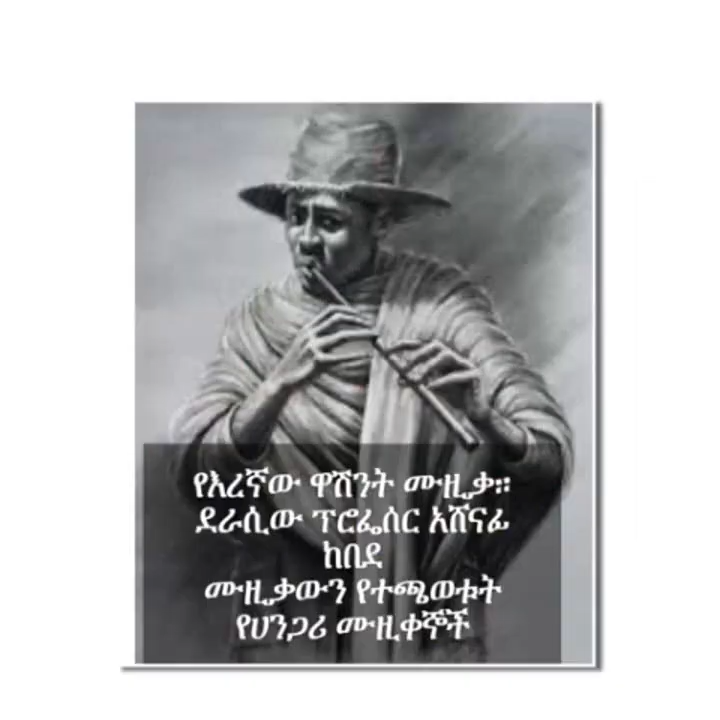 የእረኛው ዋሽንት ሙዚቃ።
ደራሲው ፕሮፌሰር አሸናፊ
ከበደ
ሙዚቃውን የተጫወቱት
የሀንጋሪ ሙዚቀኞች